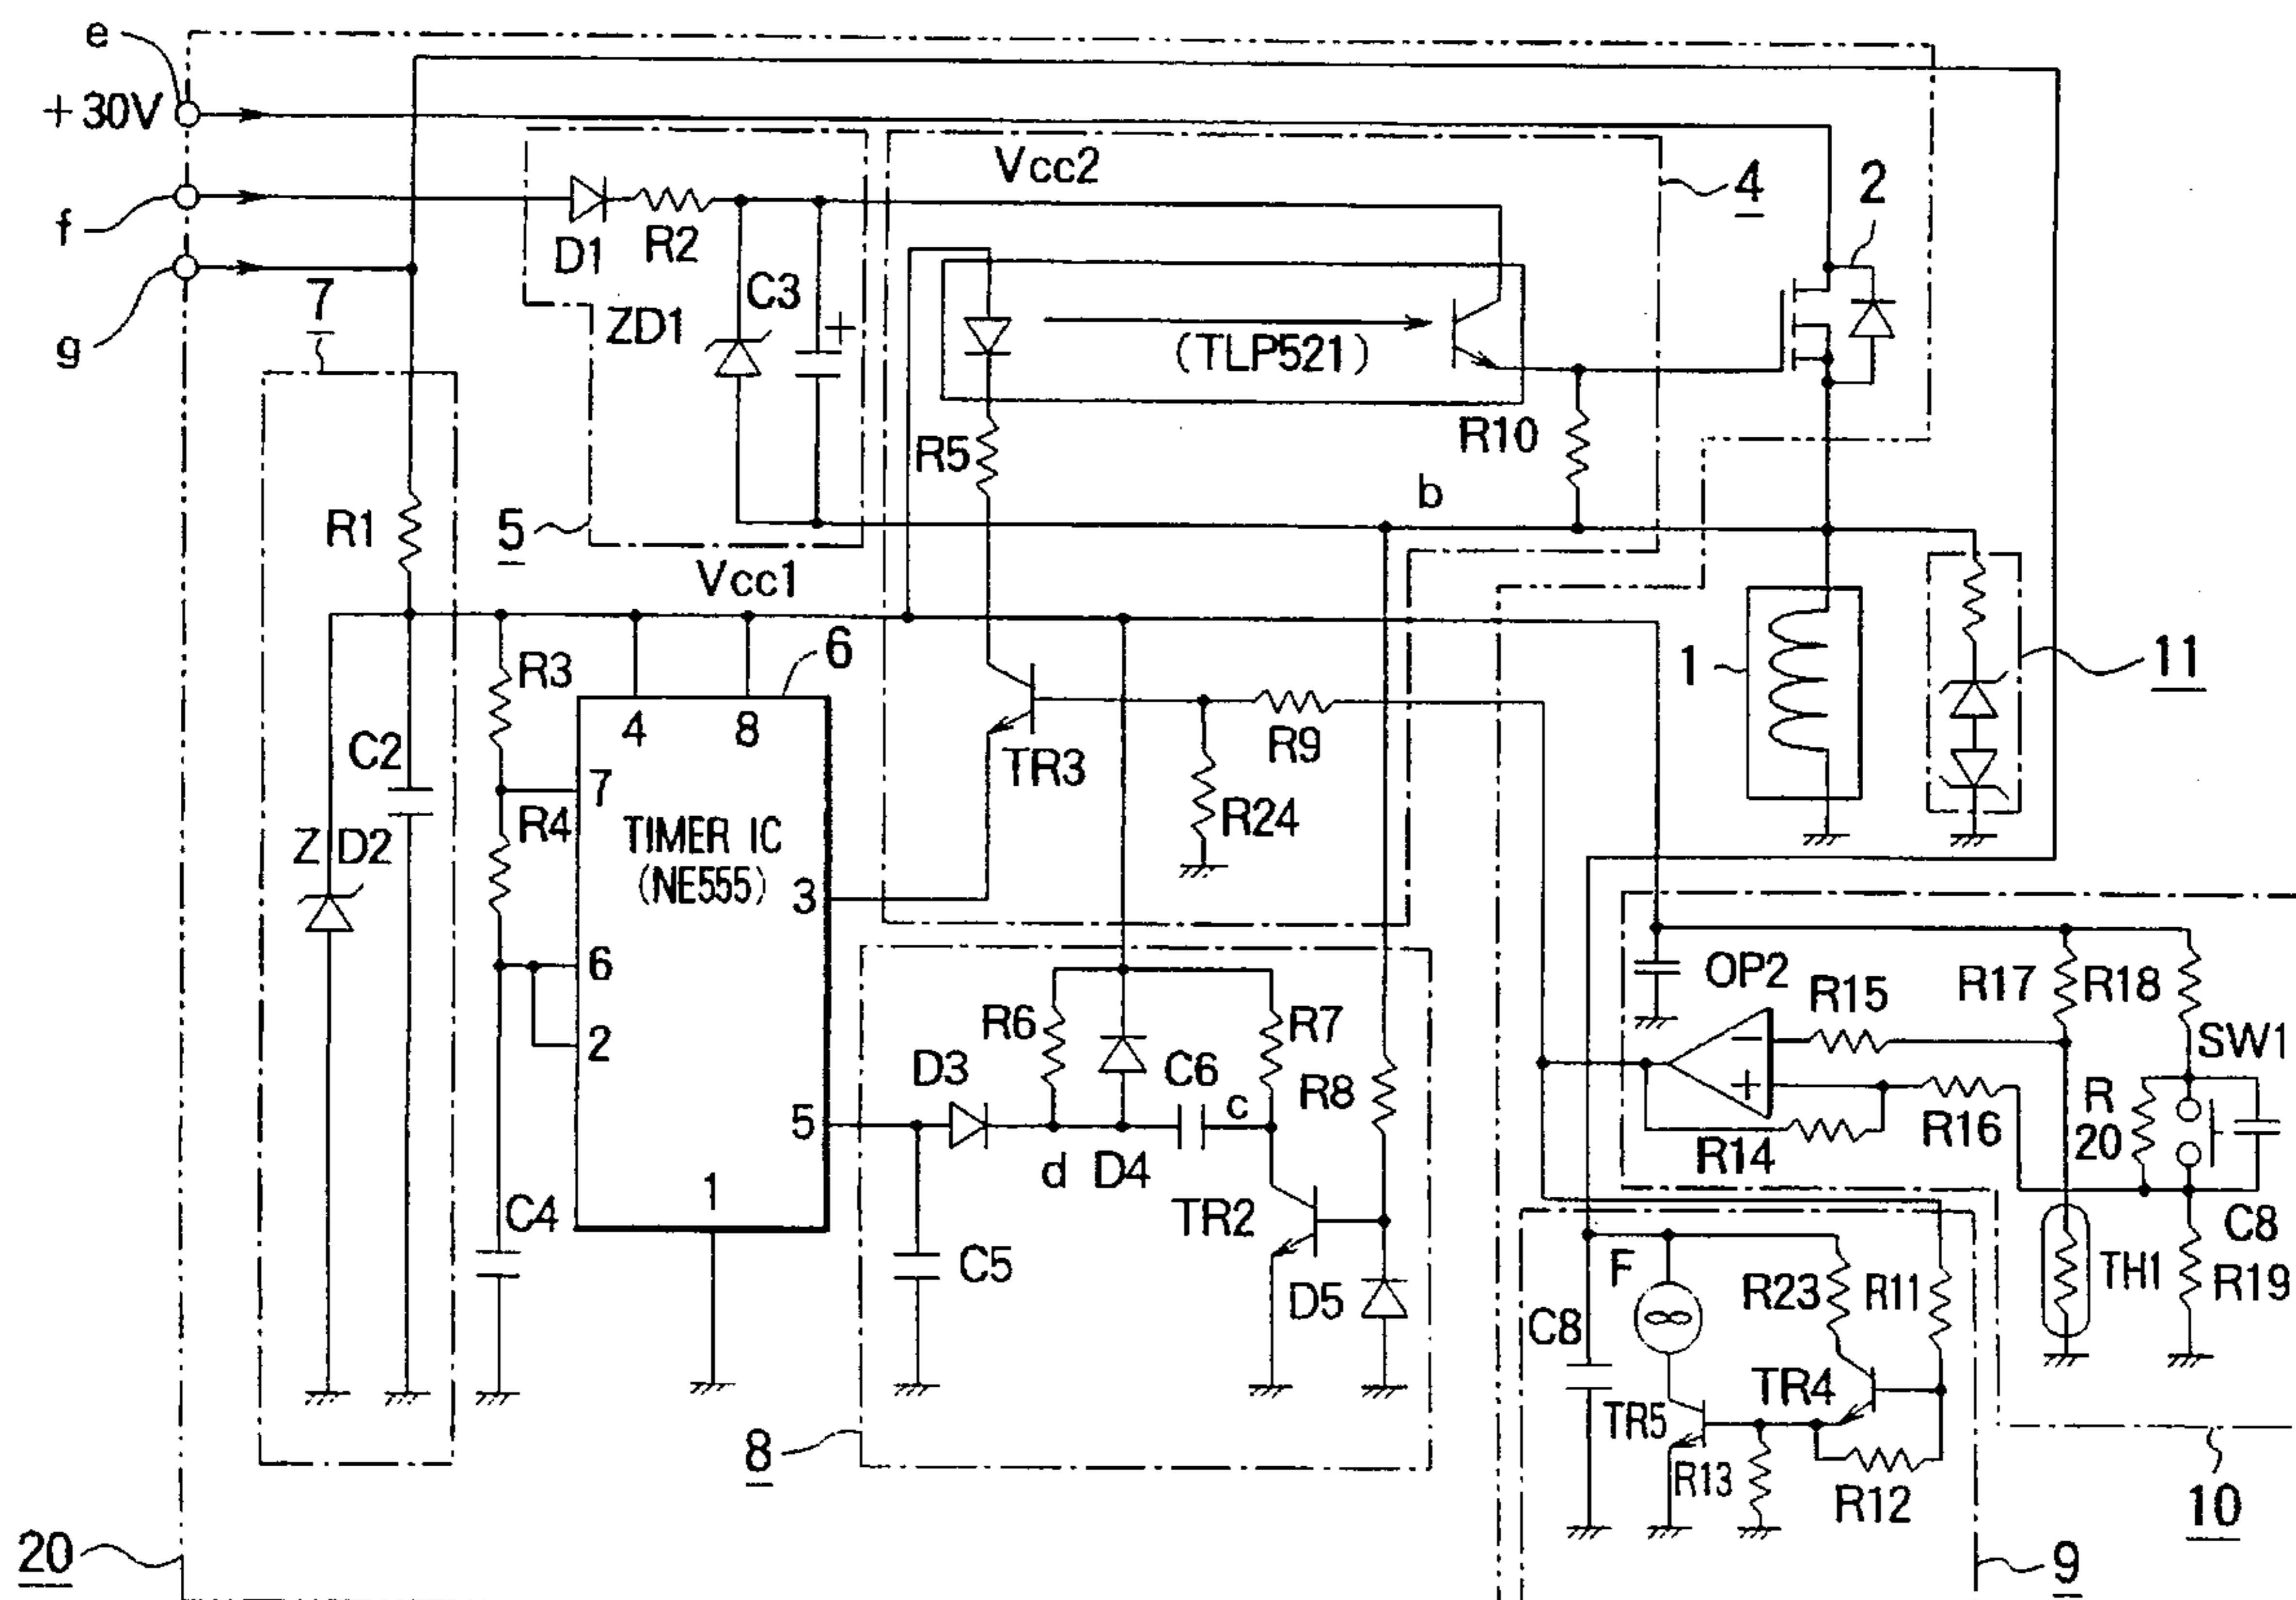 e
+30V
f
g
7
D1
R2
ZD1
C3
+
5
Vcc2
4
2
(TLP521)
R5
R10
b
R1
Vcc1
6
1
11
R3
C2
R4
Z D2
4
8
7
TIMER IC
(NE555)
3
6
2
5
1
TR3
R9
R24
C4
R6
R7
R8
D3
C6
c
d
D4
TR2
C5
D5
8
OP2
R15
R17
R18
SW1
−
+
R14
R16
R
20
C8
TH1
R19
F
R23
R11
C8
TR4
TR5
R13
R12
10
9
20